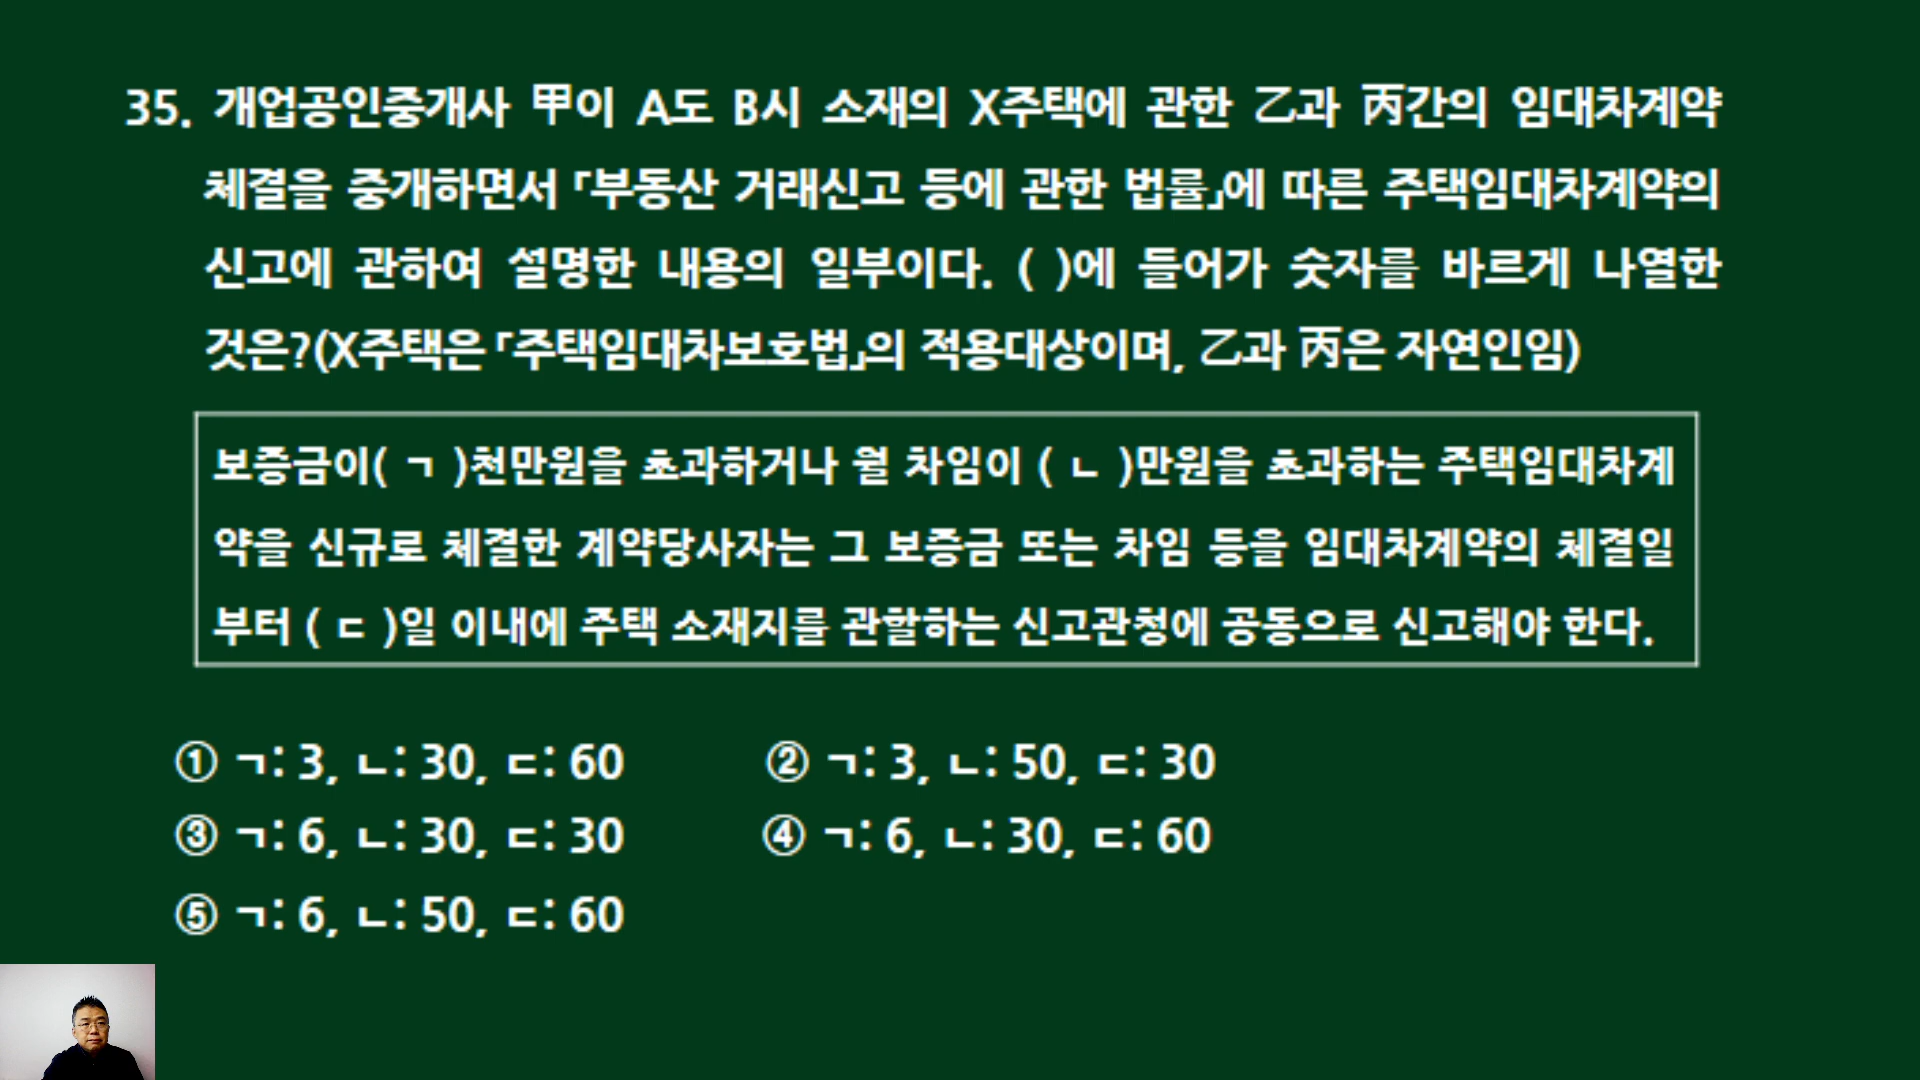 35. 개업공인중개사 甲이 A도 B시 소재의 X주택에 관한 乙과 丙간의 임대차계약
체결을 중개하면서 「부동산 거래신고 등에 관한 법률」에 따른 주택임대차계약의
신고에 관하여 설명한 내용의 일부이다. ( )에 들어가 숫자를 바르게 나열한
것은?(X주택은 「주택임대차보호법」의 적용대상이며, 乙과 丙은 자연인임)
보증금이( ㄱ )천만원을 초과하거나 월 차임이 ( ㄴ )만원을 초과하는 주택임대차계
약을 신규로 체결한 계약당사자는 그 보증금 또는 차임 등을 임대차계약의 체결일
부터 ( ㄷ )일 이내에 주택 소재지를 관할하는 신고관청에 공동으로 신고해야 한다.
① ㄱ: 3, ㄴ: 30, ㄷ: 60 ② ㄱ: 3, ㄴ: 50, ㄷ: 30
③ ㄱ: 6, ㄴ: 30, ㄷ: 30 ④ ㄱ: 6, ㄴ: 30, ㄷ: 60
⑤ ㄱ: 6, ㄴ: 50, ㄷ: 60